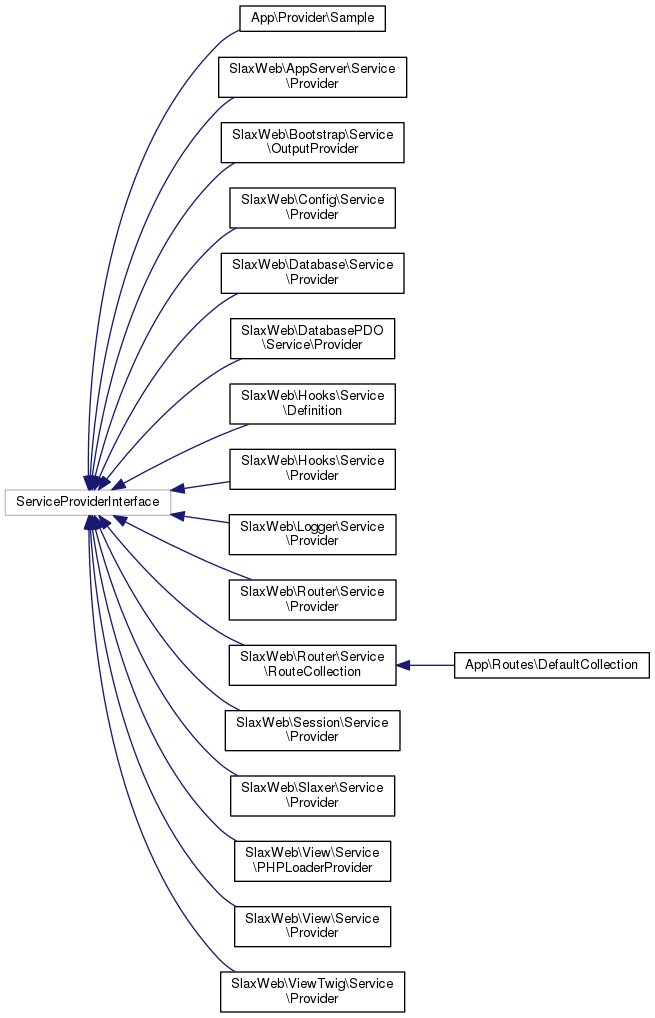 App\Provider\Sample
SlaxWeb\AppServer\Service
\Provider
SlaxWeb\Bootstrap\Service
\OutputProvider
SlaxWeb\Config\Service
\Provider
SlaxWeb\Database\Service
\Provider
SlaxWeb\DatabasePDO
\Service\Provider
SlaxWeb\Hooks\Service
\Definition
SlaxWeb\Hooks\Service
\Provider
ServiceProviderInterface
SlaxWeb\Logger\Service
\Provider
SlaxWeb\Router\Service
\Provider
SlaxWeb\Router\Service
\RouteCollection
App\Routes\DefaultCollection
SlaxWeb\Session\Service
\Provider
SlaxWeb\Slaxer\Service
\Provider
SlaxWeb\View\Service
\PHPLoaderProvider
SlaxWeb\View\Service
\Provider
SlaxWeb\ViewTwig\Service
\Provider